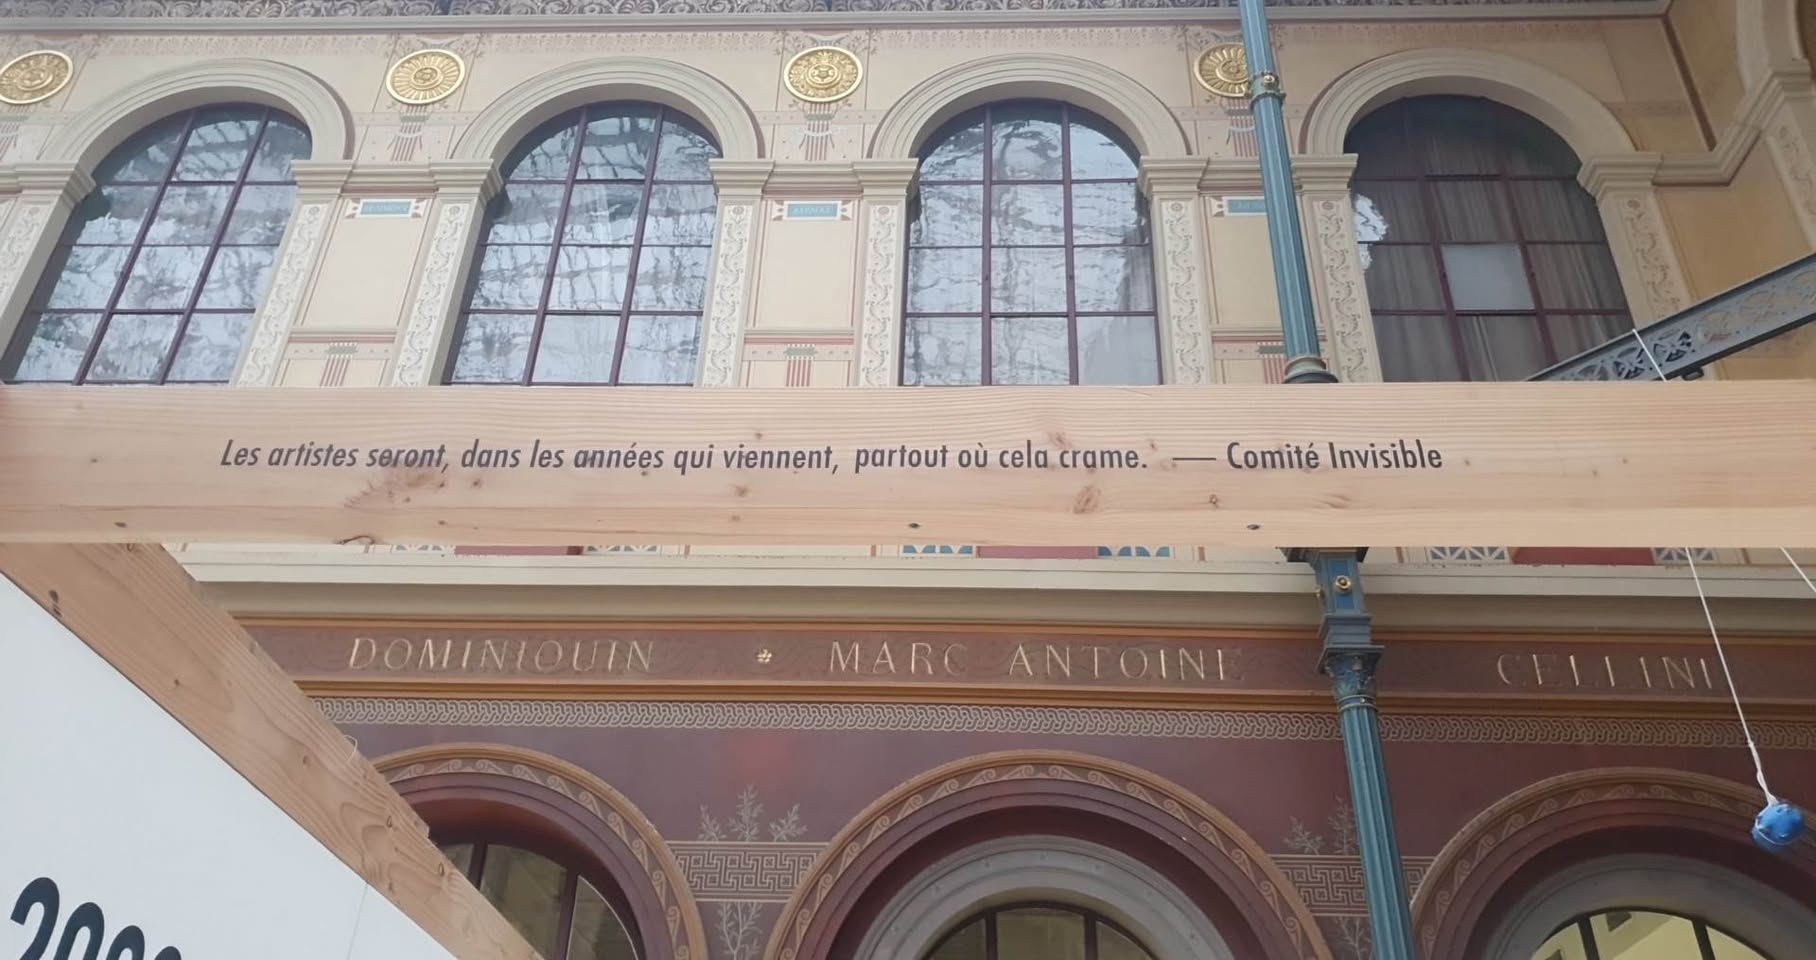 Les artistes seront, dans les années qui viennent, partout où cela crame. — Comité Invisible
DOMINIQUIN MARC ANTOINE CELLINI